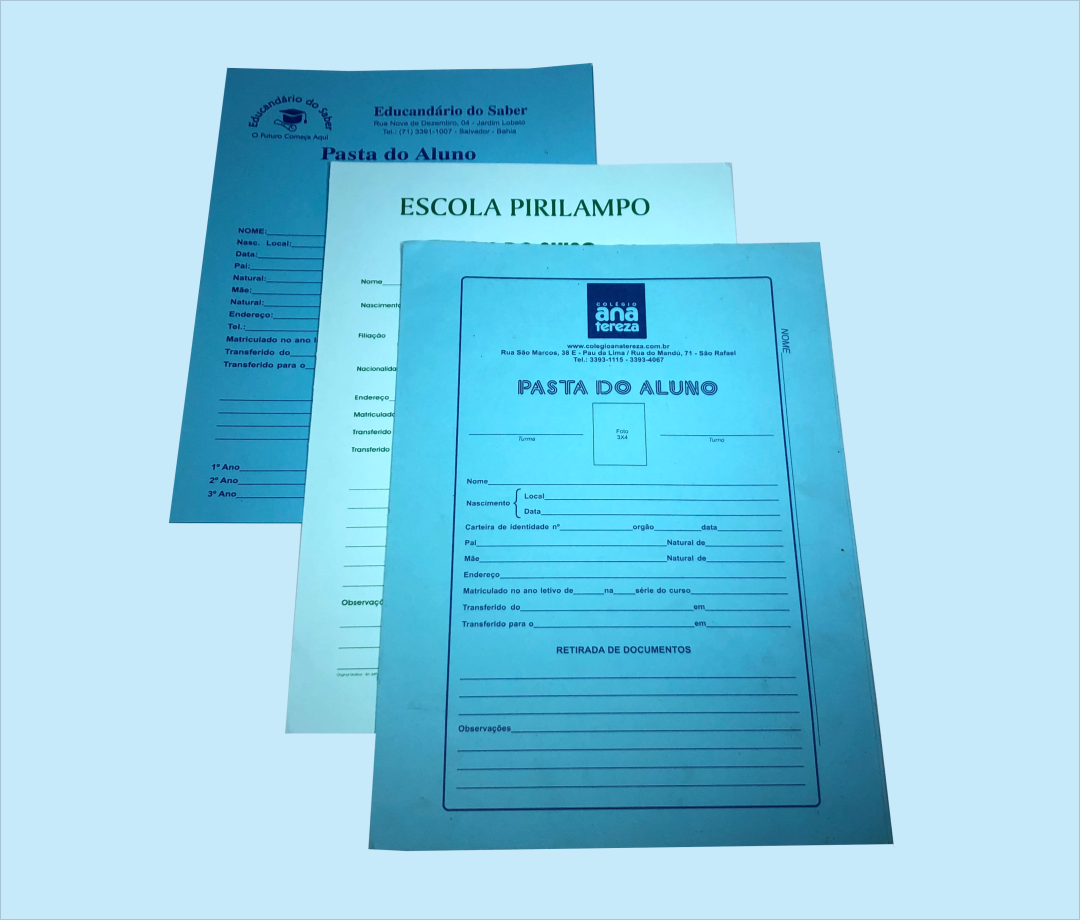 Educandário do Saber
O Futuro Começa Aqui
Educandário do Saber
Rua Nove de Dezembro, 04 - Jardim Lobato
Tel.: (71) 3391-1007 - Salvador - Bahia
Pasta do Aluno
NOME:
Nasc. Local:
Data:
Pai:
Natural:
Mãe:
Natural:
Endereço:
Tel.:
Matriculado no ano l
Transferido do
Transferido para o
1º Ano
2º Ano
3º Ano
ESCOLA PIRILAMPO
Nome
Nascimento
Filiação
Nacionalida
Endereço
Matriculado
Transferido
Transferido
Observaçõ
COLÉGIO
ana
tereza
www.colegioanatereza.com.br
Rua São Marcos, 38 E - Pau da Lima / Rua do Mandú, 71 - São Rafael
Tel.: 3393-1115 - 3393-4067
PASTA DO ALUNO
Foto
3X4
Turma
Turno
Nome
Nascimento { Local
Data
Carteira de identidade nº orgão data
Pai Natural de
Mãe Natural de
Endereço
Matriculado no ano letivo de na série do curso
Transferido do em
Transferido para o em
RETIRADA DE DOCUMENTOS
Observações
NOME